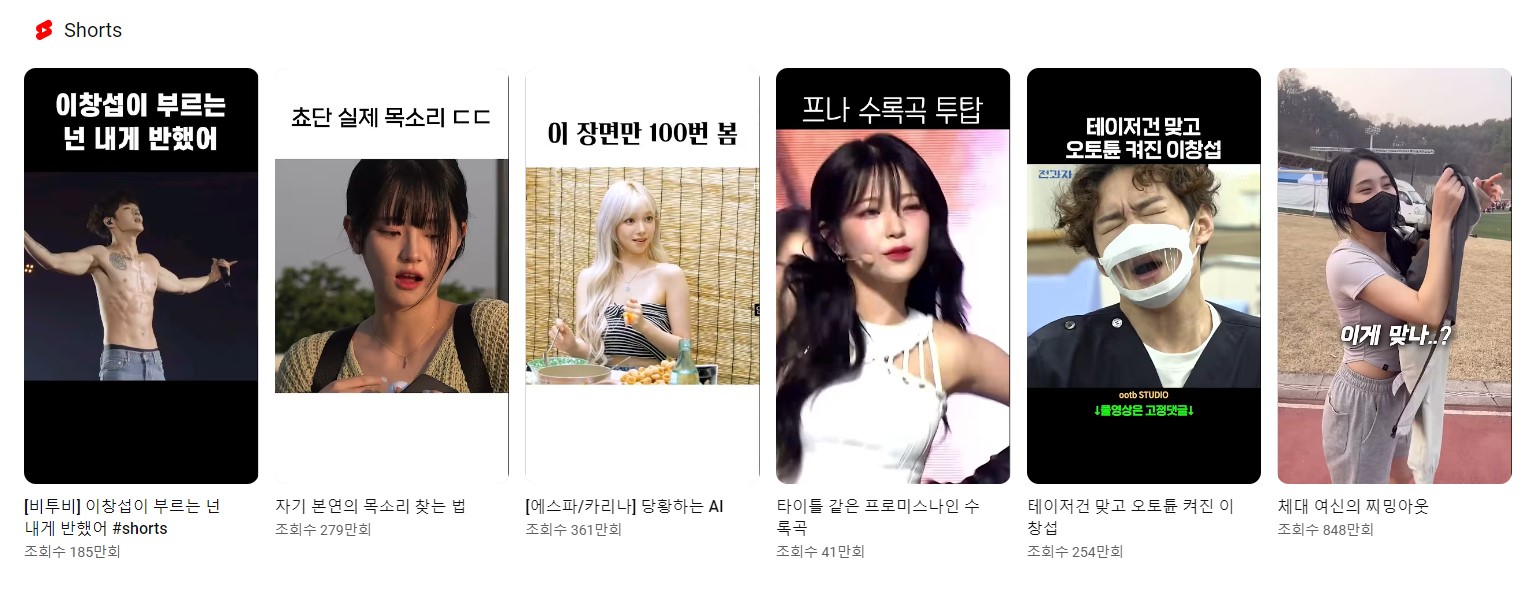 Shorts
이창섭이 부르는
넌 내게 반했어
쵸단 실제 목소리 ㄷㄷ
이 장면만 100번 봄
프나 수록곡 투탑
테이저건 맞고
오토튠 켜진 이창섭
전과자
ootb STUDIO
↓풀영상은 고정댓글↓
이게 맞나..?
[비투비] 이창섭이 부르는 넌
내게 반했어 #shorts
조회수 185만회
자기 본연의 목소리 찾는 법
조회수 279만회
[에스파/카리나] 당황하는 AI
조회수 361만회
타이틀 같은 프로미스나인 수
록곡
조회수 41만회
테이저건 맞고 오토튠 켜진 이
창섭
조회수 254만회
체대 여신의 찌밍아웃
조회수 848만회